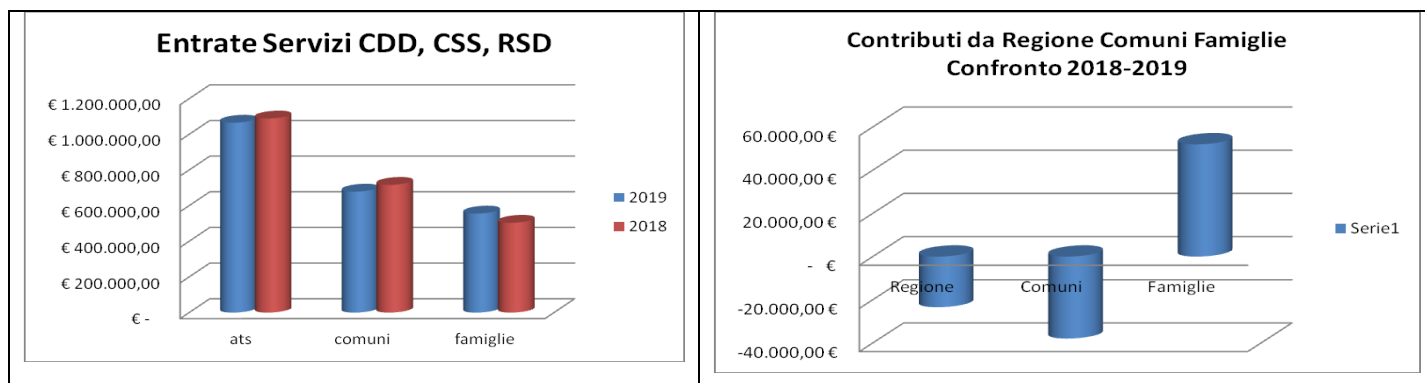 Entrate Servizi CDD, CSS, RSD
€ 1.200.000,00
€ 1.000.000,00
€ 800.000,00
€ 600.000,00
€ 400.000,00
€ 200.000,00
€ -
ats
comuni
famiglie
2019
2018
Contributi da Regione Comuni Famiglie
Confronto 2018-2019
60.000,00 €
40.000,00 €
20.000,00 €
- €
-20.000,00 €
-40.000,00 €
Regione
Comuni
Famiglie
Serie1